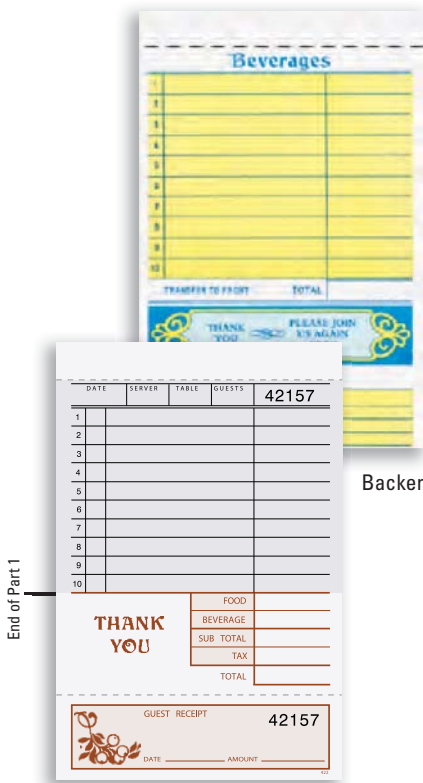 Beverages
1
2
3
4
5
6
7
8
9
10
TRANSFER TO FRONT TOTAL
THANK YOU PLEASE JOIN US AGAIN
Backer
DATE SERVER TABLE GUESTS 42157
1
2
3
4
5
6
7
8
9
10
End of Part 1
THANK
YOU
FOOD
BEVERAGE
SUB TOTAL
TAX
TOTAL
GUEST RECEIPT 42157
DATE AMOUNT
423